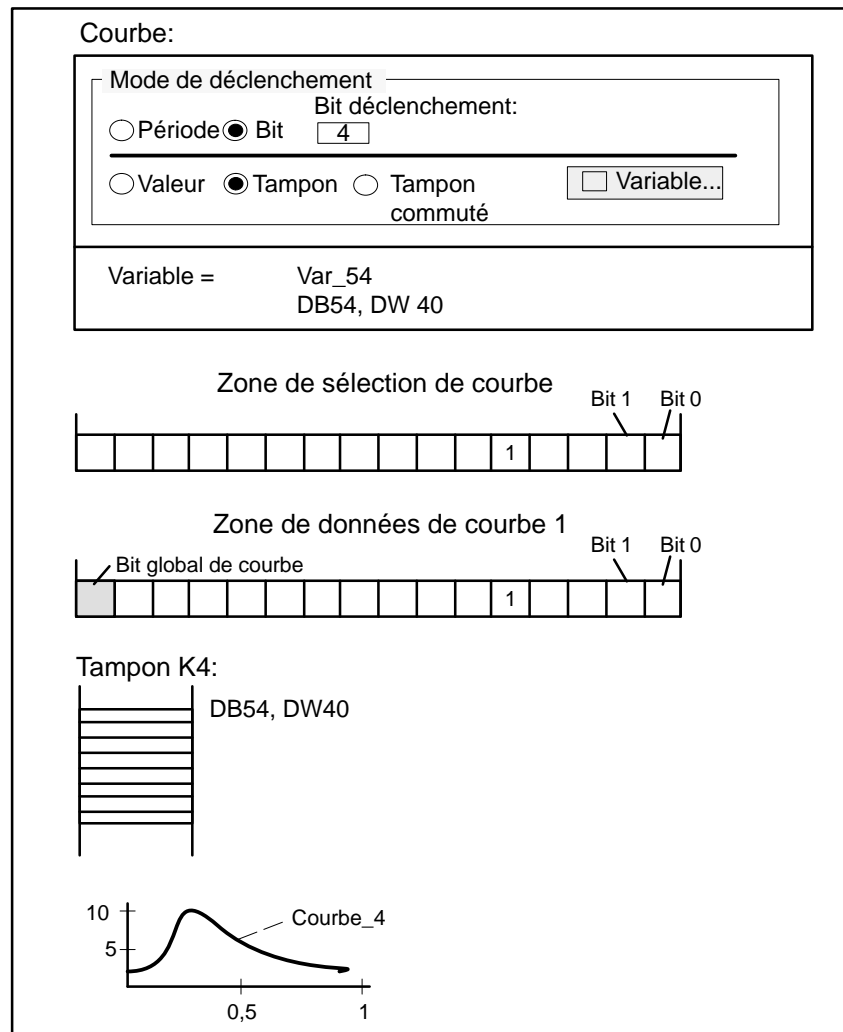 Courbe:
Mode de déclenchement
Bit déclenchement:
Période Bit 4
Valeur Tampon Tampon commuté Variable...
Variable = Var_54
DB54, DW 40
Zone de sélection de courbe
Bit 1 Bit 0
1
Zone de données de courbe 1
Bit 1 Bit 0
Bit global de courbe
1
Tampon K4:
DB54, DW40
10
Courbe_4
5
0,5 1